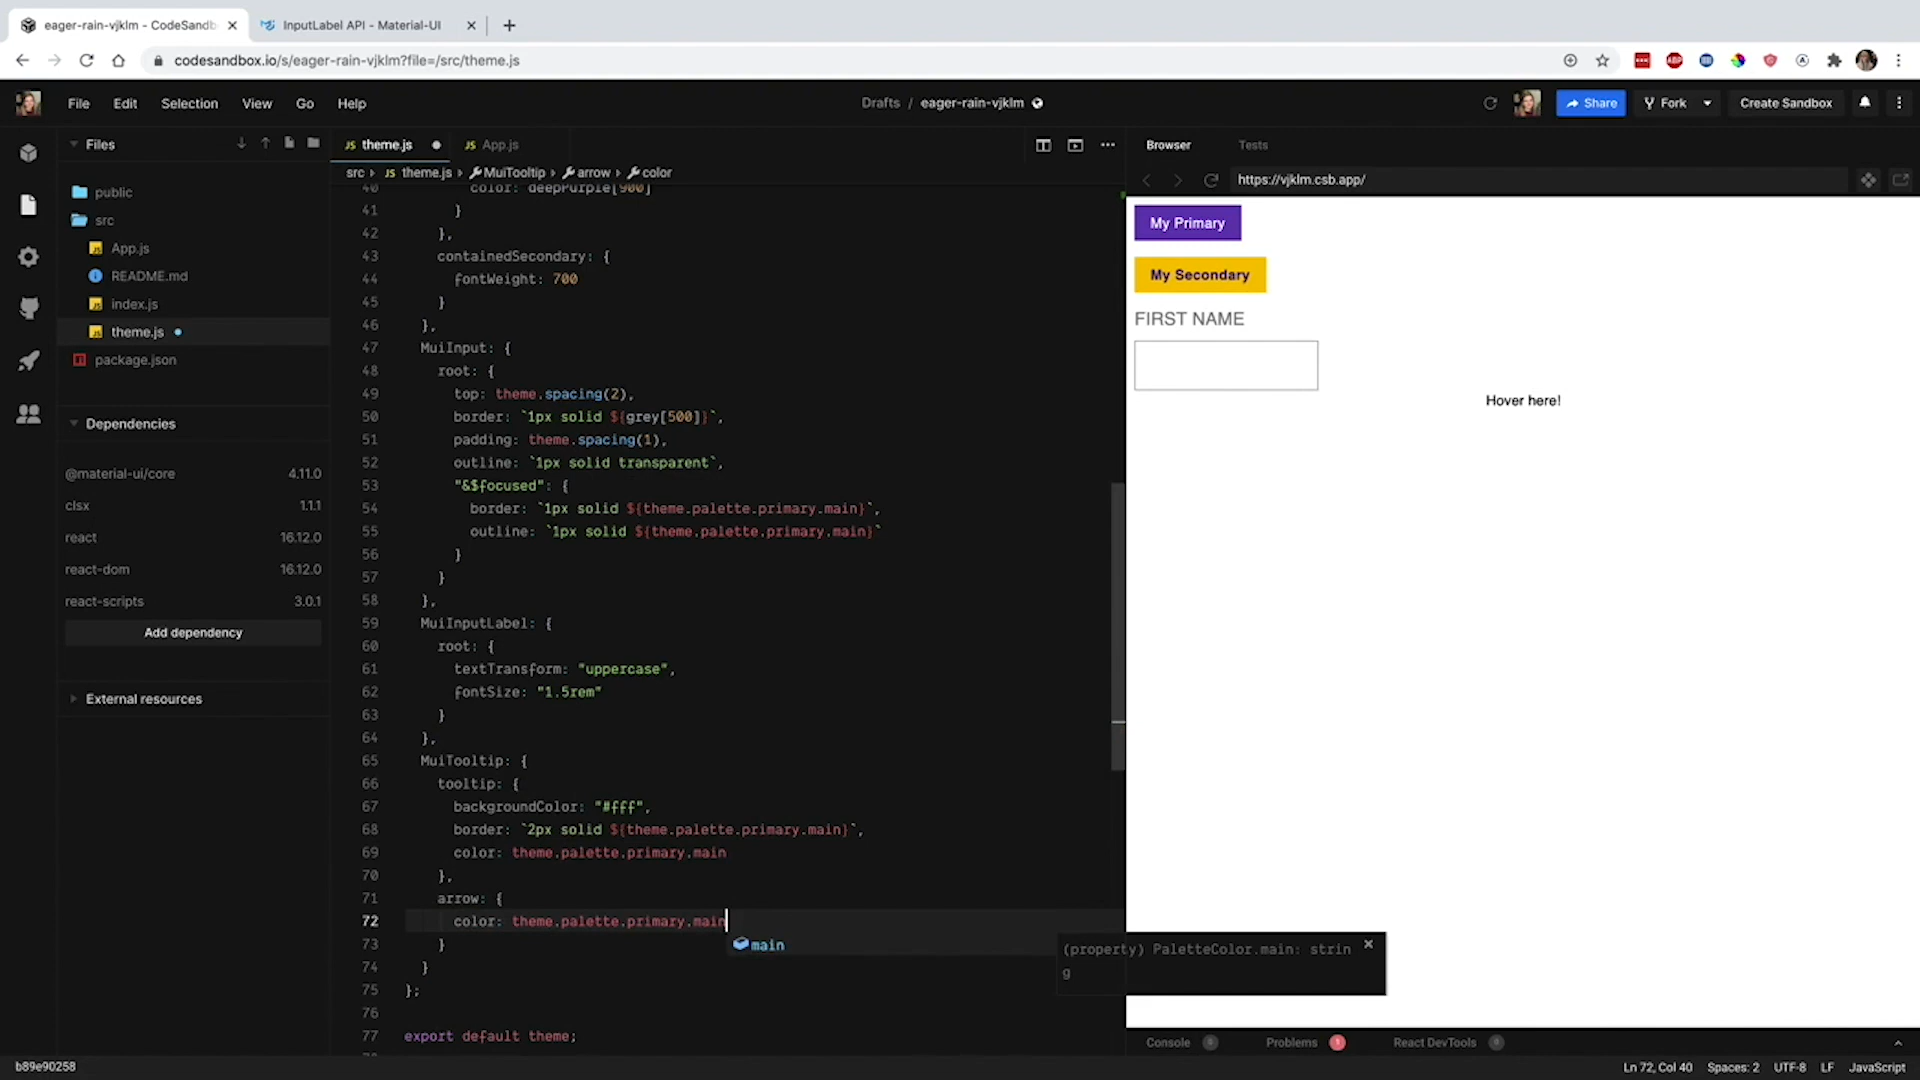 eager-rain-vjklm - CodeSandb
InputLabel API - Material-UI
codesandbox.io/s/eager-rain-vjklm?file=/src/theme.js
File Edit Selection View Go Help
Drafts / eager-rain-vjklm
Share
Fork
Create Sandbox
Files
public
src
App.js
README.md
index.js
theme.js
package.json
Dependencies
@material-ui/core 4.11.0
clsx 1.1.1
react 16.12.0
react-dom 16.12.0
react-scripts 3.0.1
Add dependency
External resources
JS theme.js
JS App.js
src > JS theme.js > MuiTooltip > arrow > color
40 color: deepPurple[900]
41 }
42 },
43 containedSecondary: {
44 fontWeight: 700
45 }
46 },
47 MuiInput: {
48 root: {
49 top: theme.spacing(2),
50 border: `1px solid ${grey[500]}`,
51 padding: theme.spacing(1),
52 outline: `1px solid transparent`,
53 "&$focused": {
54 border: `1px solid ${theme.palette.primary.main}`,
55 outline: `1px solid ${theme.palette.primary.main}`
56 }
57 }
58 },
59 MuiInputLabel: {
60 root: {
61 textTransform: "uppercase",
62 fontSize: "1.5rem"
63 }
64 },
65 MuiTooltip: {
66 tooltip: {
67 backgroundColor: "#fff",
68 border: `2px solid ${theme.palette.primary.main}`,
69 color: theme.palette.primary.main
70 },
71 arrow: {
72 color: theme.palette.primary.main
73 }
74 }
75 };
76
77 export default theme;
main
(property) PaletteColor.main: strin
g
Browser
Tests
https://vjklm.csb.app/
My Primary
My Secondary
FIRST NAME
Hover here!
Console 0
Problems 1
React DevTools 0
b89e90258
Ln 72, Col 40 Spaces: 2 UTF-8 LF JavaScript